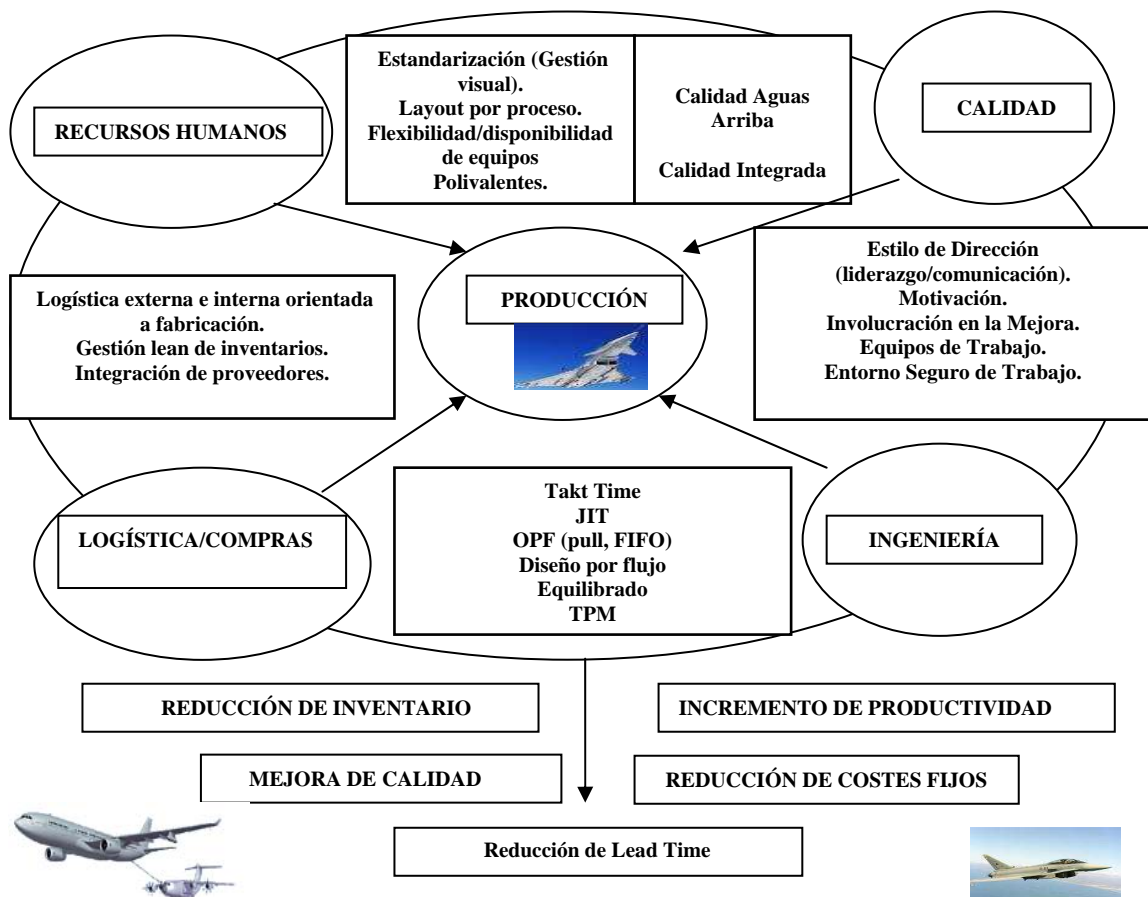 Estandarización (Gestión
visual).
Layout por proceso.
Flexibilidad/disponibilidad
de equipos
Polivalentes.
Calidad Aguas
Arriba
Calidad Integrada
RECURSOS HUMANOS
CALIDAD
Logística externa e interna orientada
a fabricación.
Gestión lean de inventarios.
Integración de proveedores.
PRODUCCIÓN
Estilo de Dirección
(liderazgo/comunicación).
Motivación.
Involucración en la Mejora.
Equipos de Trabajo.
Entorno Seguro de Trabajo.
LOGÍSTICA/COMPRAS
Takt Time
JIT
OPF (pull, FIFO)
Diseño por flujo
Equilibrado
TPM
INGENIERÍA
REDUCCIÓN DE INVENTARIO
INCREMENTO DE PRODUCTIVIDAD
MEJORA DE CALIDAD
REDUCCIÓN DE COSTES FIJOS
Reducción de Lead Time